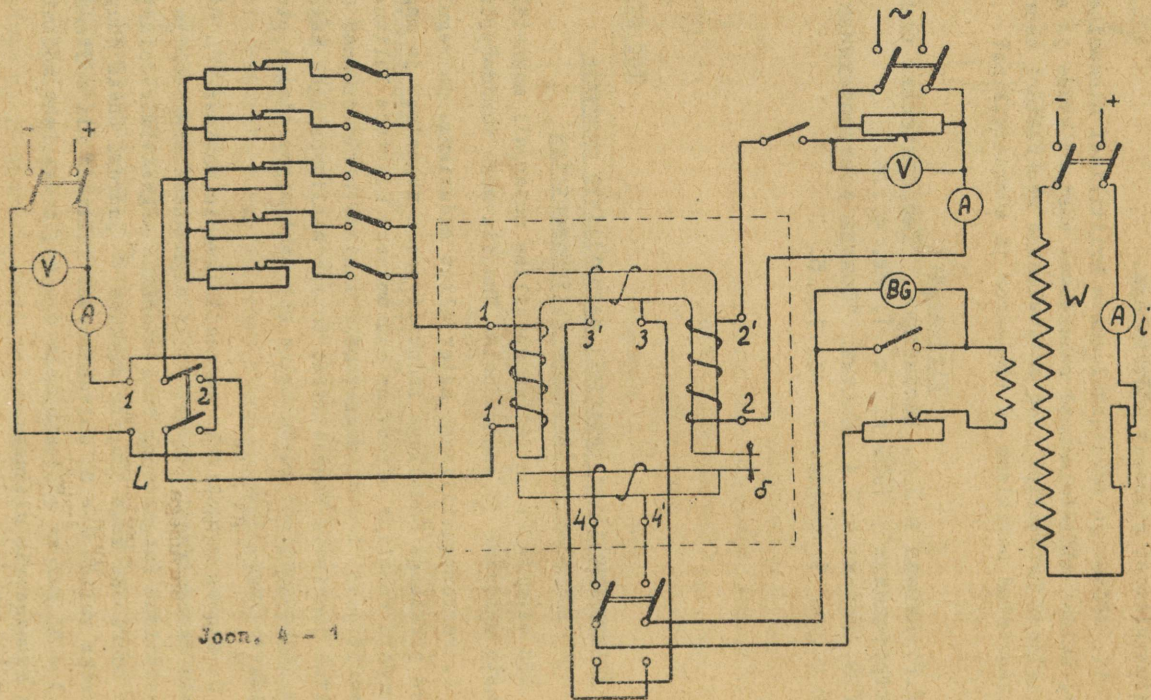 ~
- +
V
A
1 2
L
1
1'
3' 3
2'
2
4 4'
δ
V
A
BG
- +
W
A i
Joon. 4 - 1